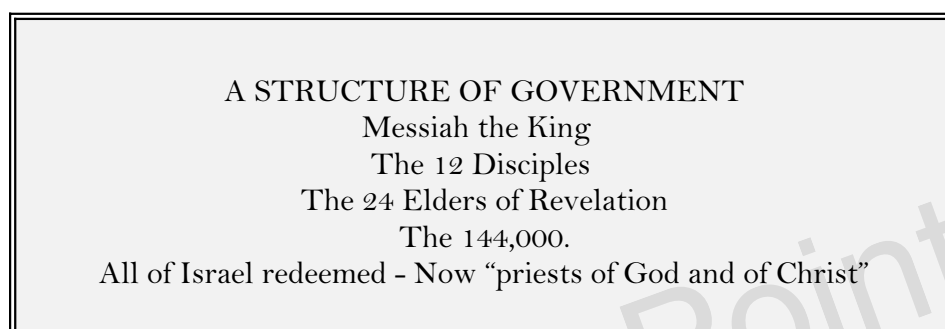 A STRUCTURE OF GOVERNMENT
Messiah the King
The 12 Disciples
The 24 Elders of Revelation
The 144,000.
All of Israel redeemed - Now “priests of God and of Christ”
Point